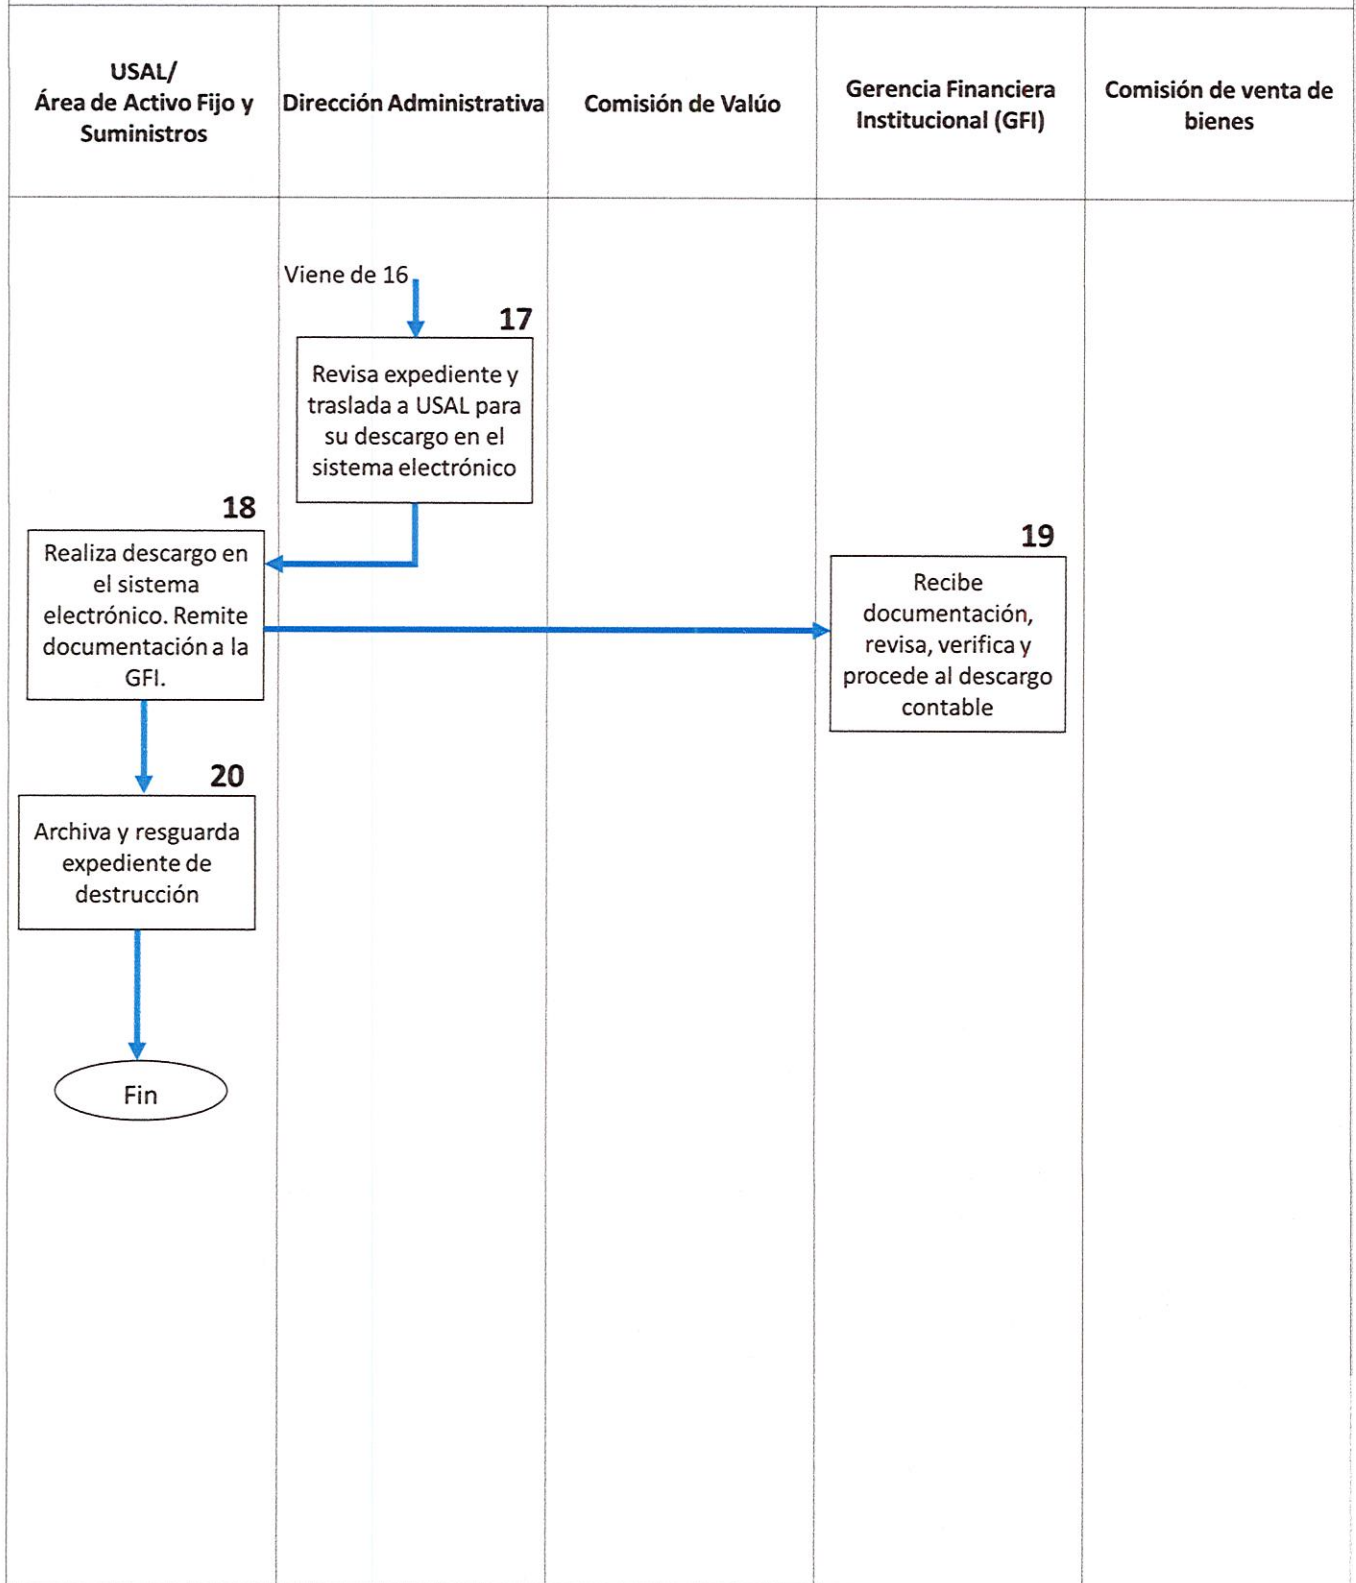 USAL/
Área de Activo Fijo y
Suministros
Dirección Administrativa
Comisión de Valúo
Gerencia Financiera
Institucional (GFI)
Comisión de venta de
bienes
Viene de 16
17
Revisa expediente y
traslada a USAL para
su descargo en el
sistema electrónico
18
Realiza descargo en
el sistema
electrónico. Remite
documentación a la
GFI.
19
Recibe
documentación,
revisa, verifica y
procede al descargo
contable
20
Archiva y resguarda
expediente de
destrucción
Fin